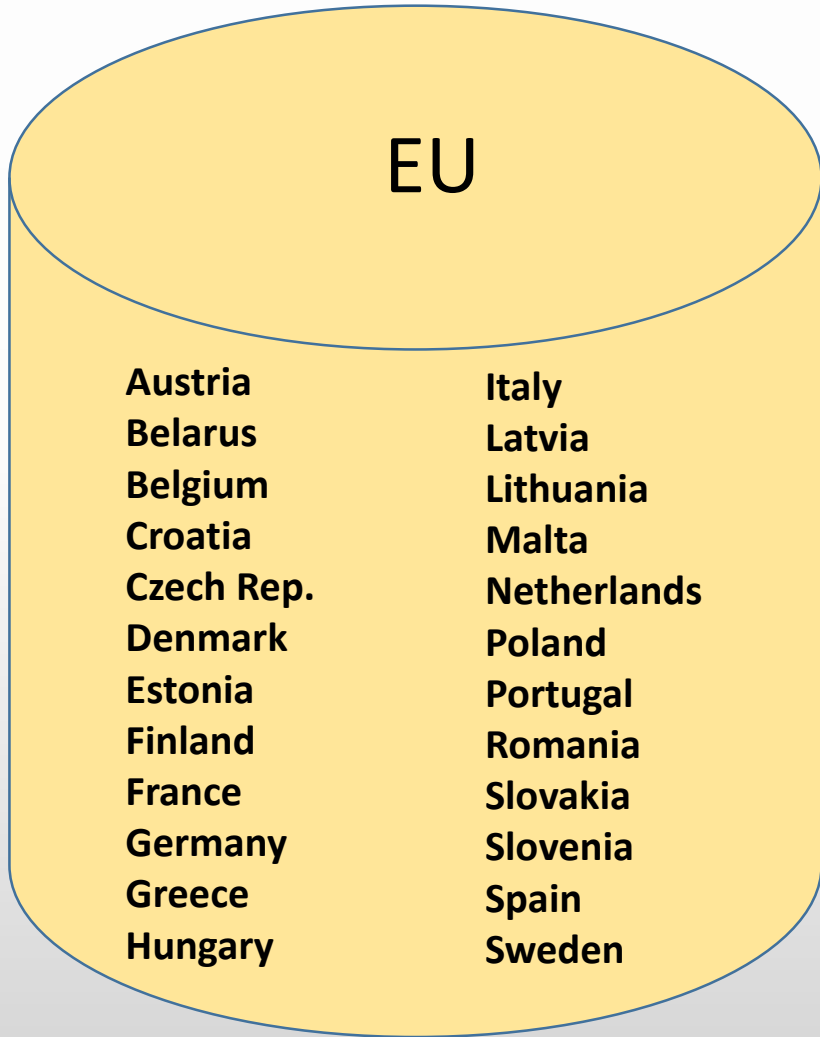 EU
Austria
Belarus
Belgium
Croatia
Czech Rep.
Denmark
Estonia
Finland
France
Germany
Greece
Hungary
Italy
Latvia
Lithuania
Malta
Netherlands
Poland
Portugal
Romania
Slovakia
Slovenia
Spain
Sweden